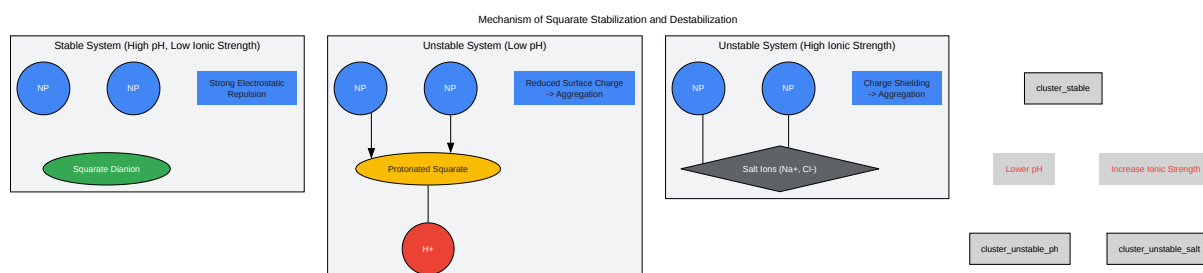 Mechanism of Squarate Stabilization and Destabilization
Stable System (High pH, Low Ionic Strength)
NP
NP
Strong Electrostatic
Repulsion
Squarate Dianion
Unstable System (Low pH)
NP
NP
Reduced Surface Charge
-> Aggregation
Protonated Squarate
H+
Unstable System (High Ionic Strength)
NP
NP
Charge Shielding
-> Aggregation
Salt Ions (Na+, Cl-)
cluster_stable
Lower pH
Increase Ionic Strength
cluster_unstable_ph
cluster_unstable_salt